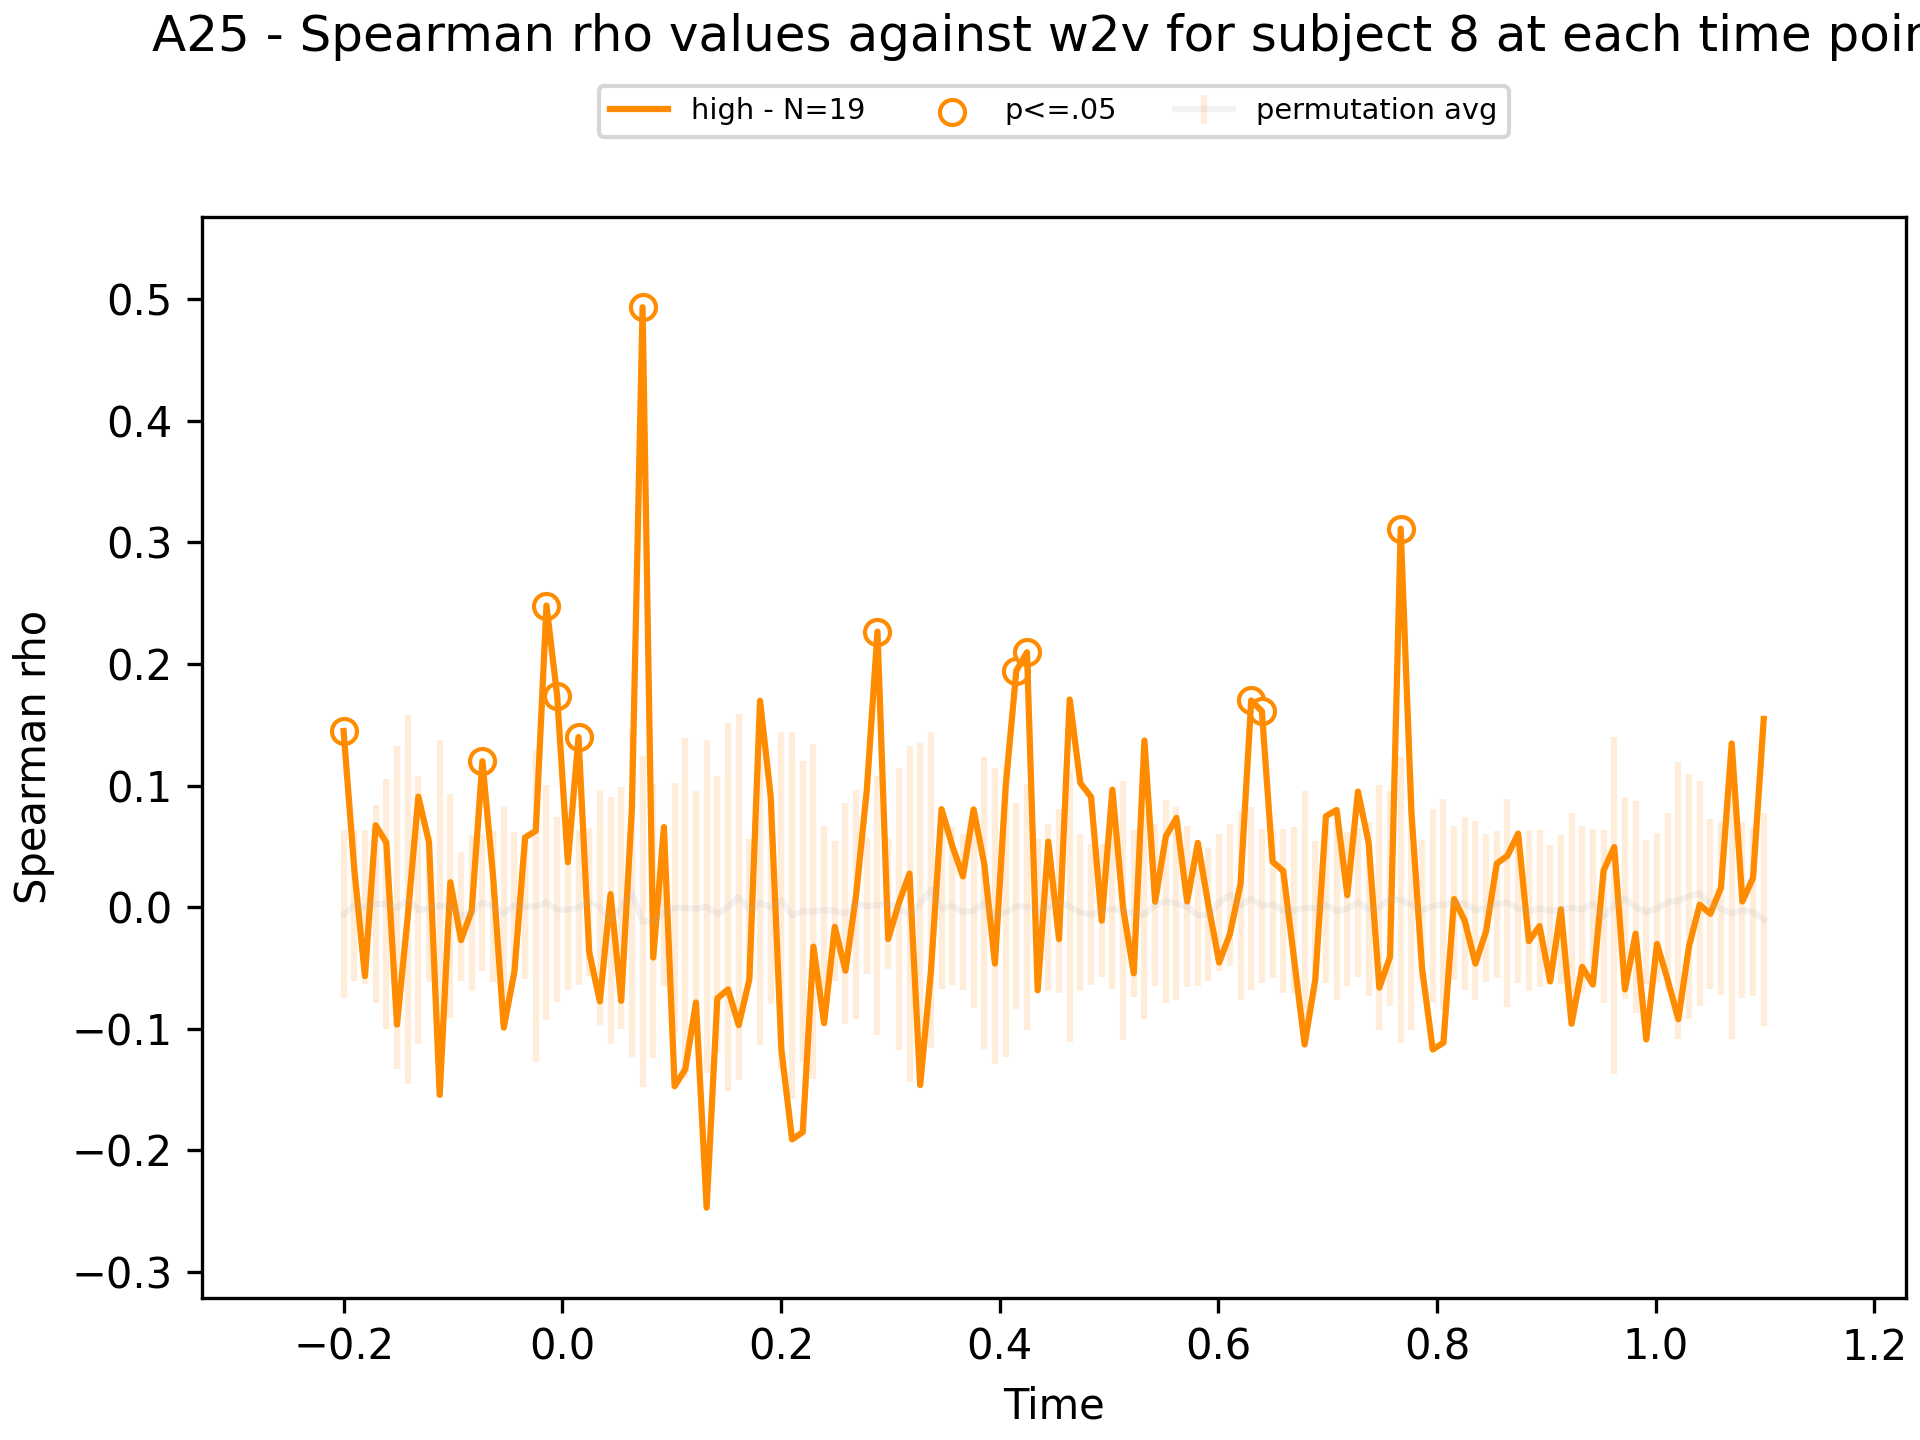 A25 - Spearman rho values against w2v for subject 8 at each time
high - N=19 p<=.05 permutation avg
Spearman rho
0.5
0.4
0.3
0.2
0.1
0.0
−0.1
−0.2
−0.3
−0.2 0.0 0.2 0.4 0.6 0.8 1.0 1.2
Time